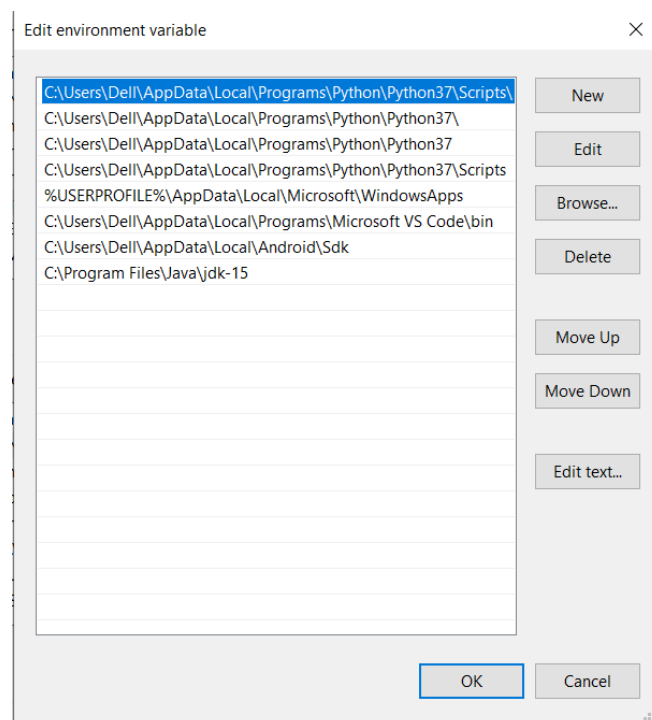 Edit environment variable
C:\Users\Dell\AppData\Local\Programs\Python\Python37\Scripts\
New
C:\Users\Dell\AppData\Local\Programs\Python\Python37\
C:\Users\Dell\AppData\Local\Programs\Python\Python37
Edit
C:\Users\Dell\AppData\Local\Programs\Python\Python37\Scripts
%USERPROFILE%\AppData\Local\Microsoft\WindowsApps
Browse...
C:\Users\Dell\AppData\Local\Programs\Microsoft VS Code\bin
C:\Users\Dell\AppData\Local\Android\Sdk
Delete
C:\Program Files\Java\jdk-15
Move Up
Move Down
Edit text...
OK
Cancel